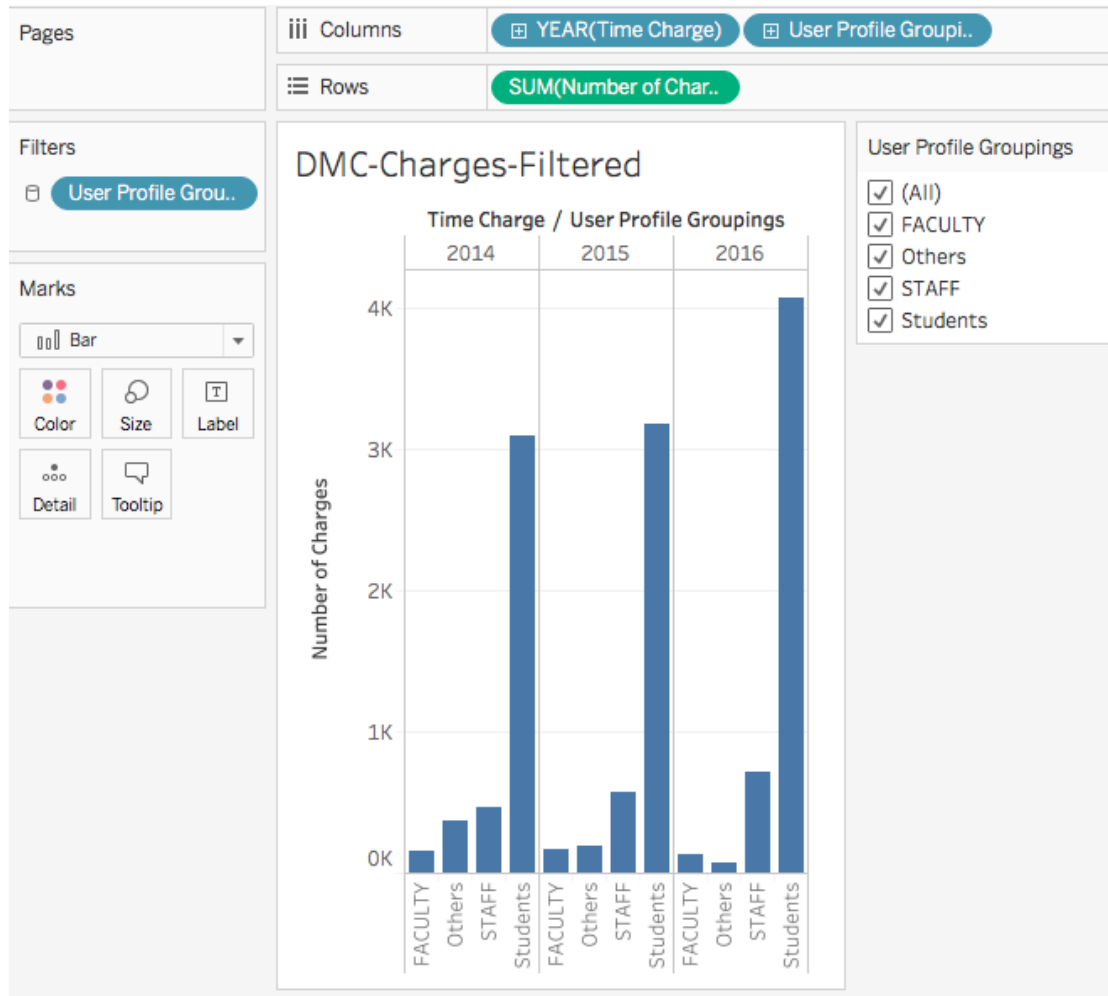 Pages
Columns
YEAR(Time Charge)
User Profile Groupi..
Rows
SUM(Number of Char..
Filters
User Profile Grou..
Marks
Bar
Color
Size
T
Label
Detail
Tooltip
DMC-Charges-Filtered
Time Charge / User Profile Groupings
2014 2015 2016
Number of Charges
4K
3K
2K
1K
0K
FACULTY
Others
STAFF
Students
FACULTY
Others
STAFF
Students
FACULTY
Others
STAFF
Students
User Profile Groupings
(All)
FACULTY
Others
STAFF
Students